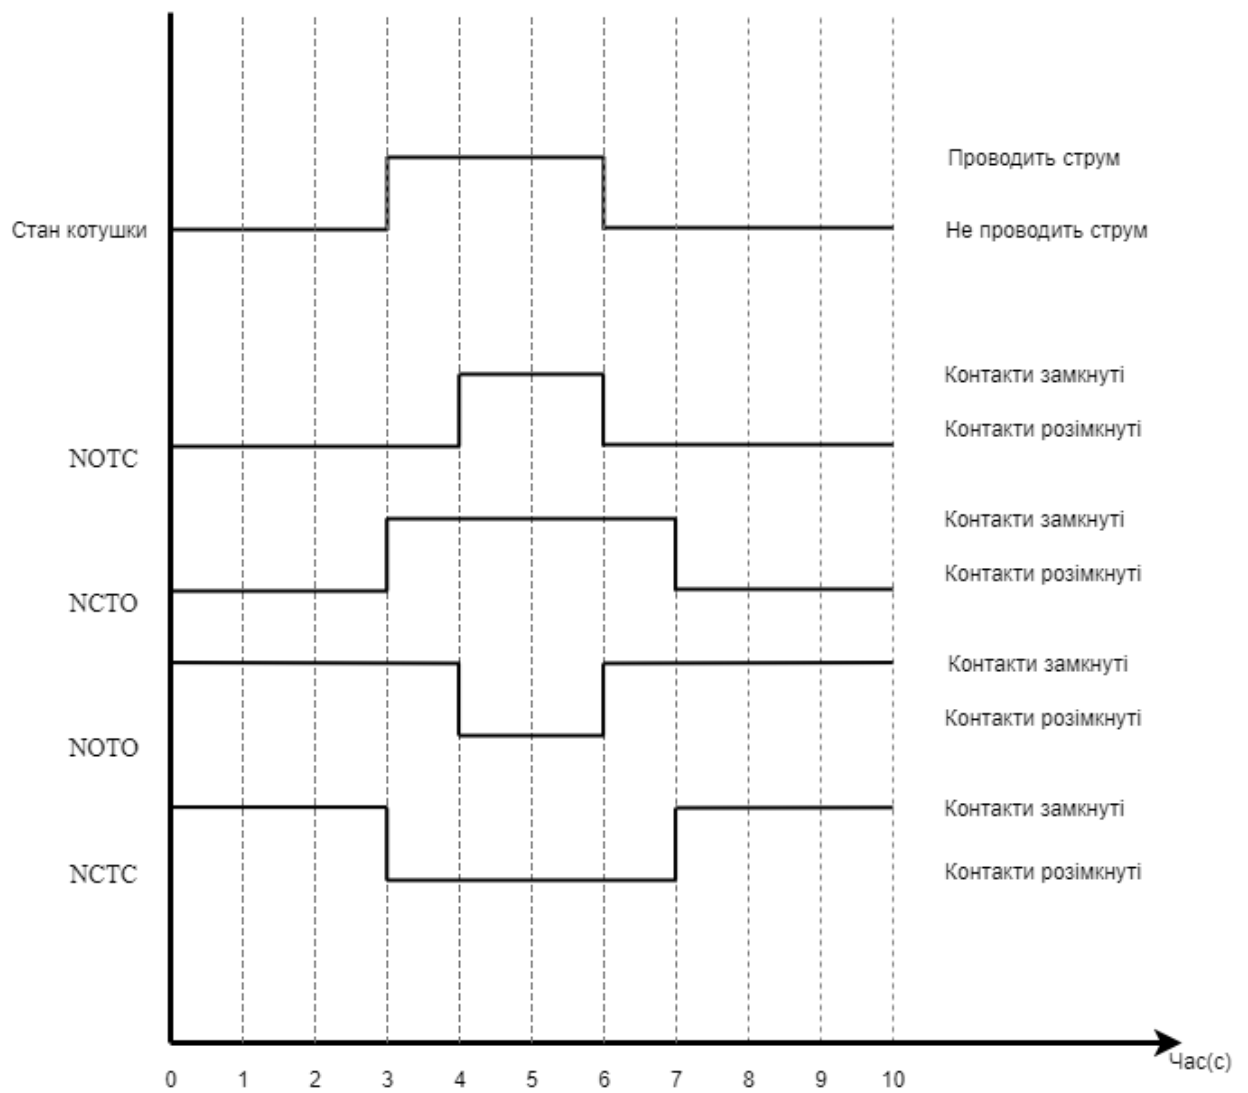 Проводить струм
Стан котушки
Не проводить струм
Контакти замкнуті
Контакти розімкнуті
NOTC
Контакти замкнуті
Контакти розімкнуті
NCTO
Контакти замкнуті
Контакти розімкнуті
NOTO
Контакти замкнуті
Контакти розімкнуті
NCTC
Час(с)
0 1 2 3 4 5 6 7 8 9 10